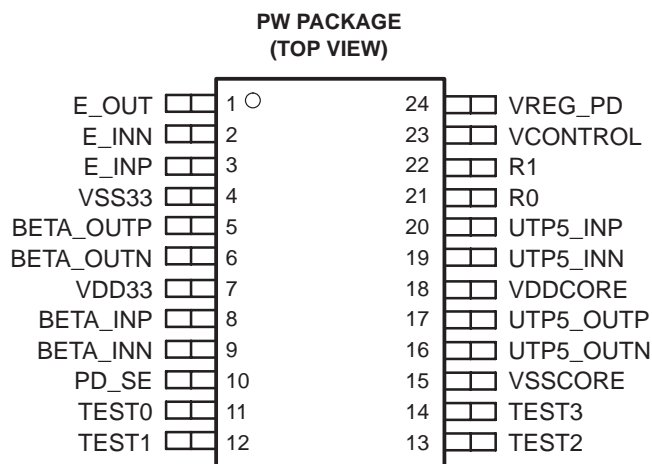 PW PACKAGE
(TOP VIEW)
E_OUT 1 24 VREG_PD
E_INN 2 23 VCONTROL
E_INP 3 22 R1
VSS33 4 21 R0
BETA_OUTP 5 20 UTP5_INP
BETA_OUTN 6 19 UTP5_INN
VDD33 7 18 VDDCORE
BETA_INP 8 17 UTP5_OUTP
BETA_INN 9 16 UTP5_OUTN
PD_SE 10 15 VSSCORE
TEST0 11 14 TEST3
TEST1 12 13 TEST2